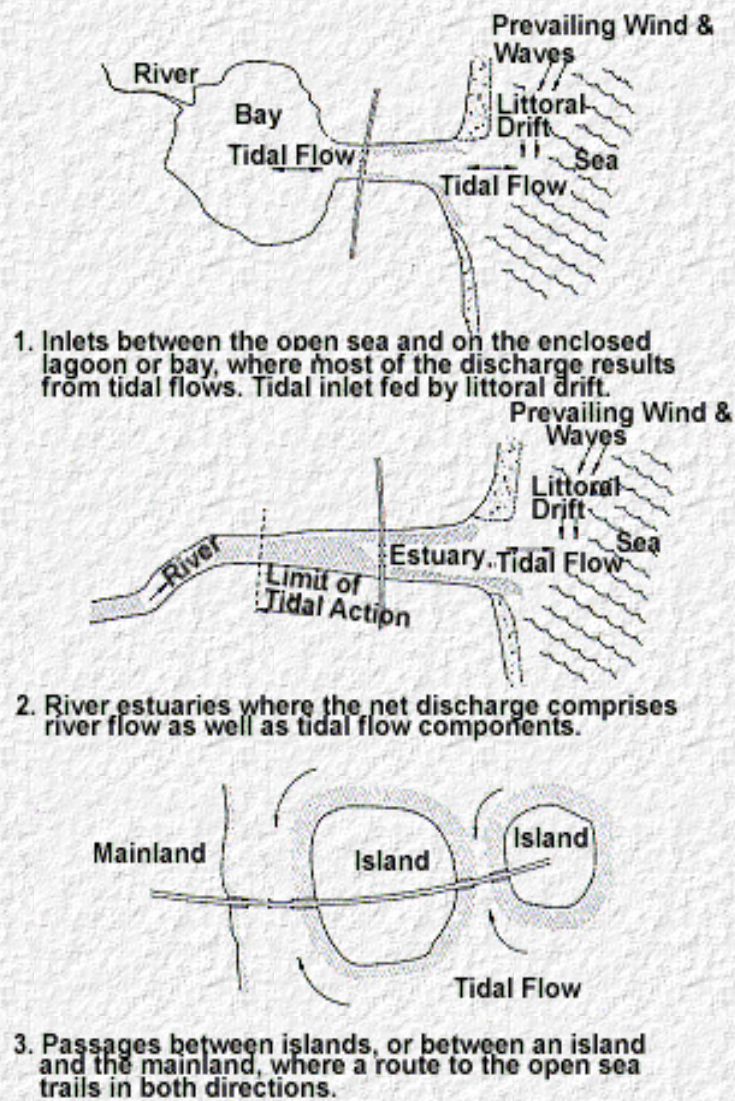 Prevailing Wind &
Waves
River
Littoral
Drift
Bay
Tidal Flow
Sea
Tidal Flow
1. Inlets between the open sea and on the enclosed
lagoon or bay, where most of the discharge results
from tidal flows. Tidal inlet fed by littoral drift.
Prevailing Wind &
Waves
Littoral
Drift
Sea
River
Estuary
Tidal Flow
Limit of
Tidal Action
2. River estuaries where the net discharge comprises
river flow as well as tidal flow components.
Mainland
Island
Island
Tidal Flow
3. Passages between islands, or between an island
and the mainland, where a route to the open sea
trails in both directions.